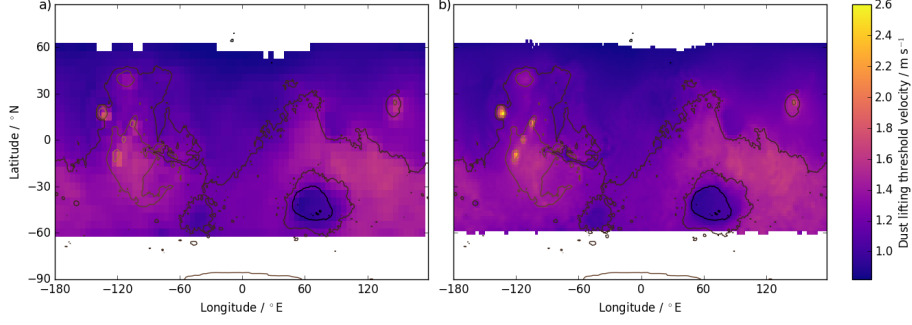 a)
b)
60
30
0
−30
−60
−90
Latitude / °N
−180 −120 −60 0 60 120
Longitude / °E
−180 −120 −60 0 60 120
Longitude / °E
2.6
2.4
2.2
2.0
1.8
1.6
1.4
1.2
1.0
Dust lifting threshold velocity / m s⁻¹